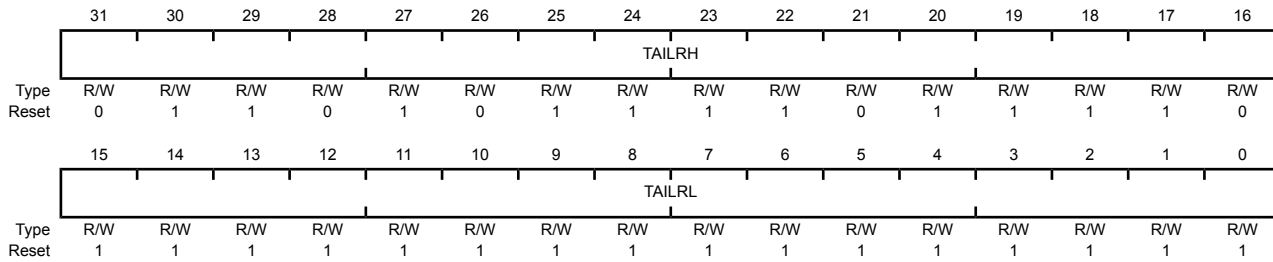 31 30 29 28 27 26 25 24 23 22 21 20 19 18 17 16
TAILRH
Type R/W R/W R/W R/W R/W R/W R/W R/W R/W R/W R/W R/W R/W R/W R/W R/W
Reset 0 1 1 0 1 0 1 1 1 1 0 1 1 1 1 0
15 14 13 12 11 10 9 8 7 6 5 4 3 2 1 0
TAILRL
Type R/W R/W R/W R/W R/W R/W R/W R/W R/W R/W R/W R/W R/W R/W R/W R/W
Reset 1 1 1 1 1 1 1 1 1 1 1 1 1 1 1 1